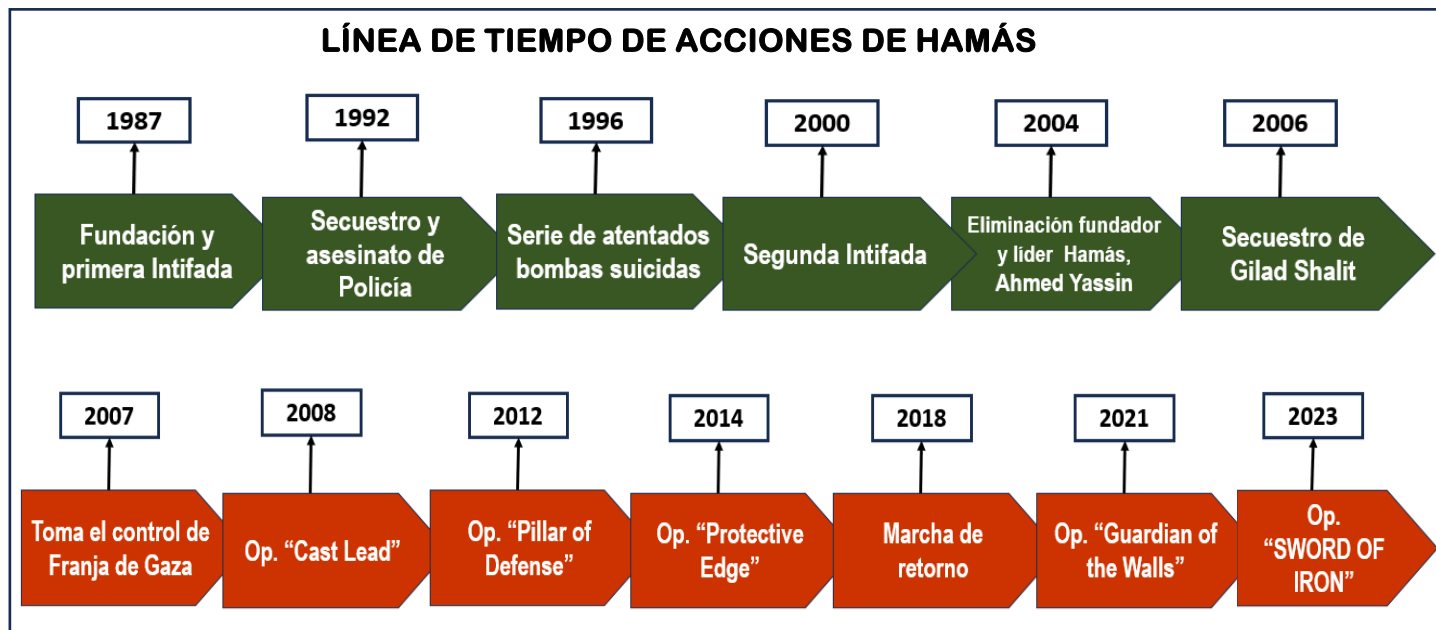 LÍNEA DE TIEMPO DE ACCIONES DE HAMÁS
1987
1992
1996
2000
2004
2006
Fundación y
primera Intifada
Secuestro y
asesinato de
Policía
Serie de atentados
bombas suicidas
Segunda Intifada
Eliminación fundador
y lider Hamás,
Ahmed Yassin
Secuestro de
Gilad Shalit
2007
2008
2012
2014
2018
2021
2023
Toma el control de
Franja de Gaza
Op. “Cast Lead”
Op. “Pillar of
Defense”
Op. “Protective
Edge”
Marcha de
retorno
Op. “Guardian of
the Walls”
Op.
“SWORD OF
IRON”